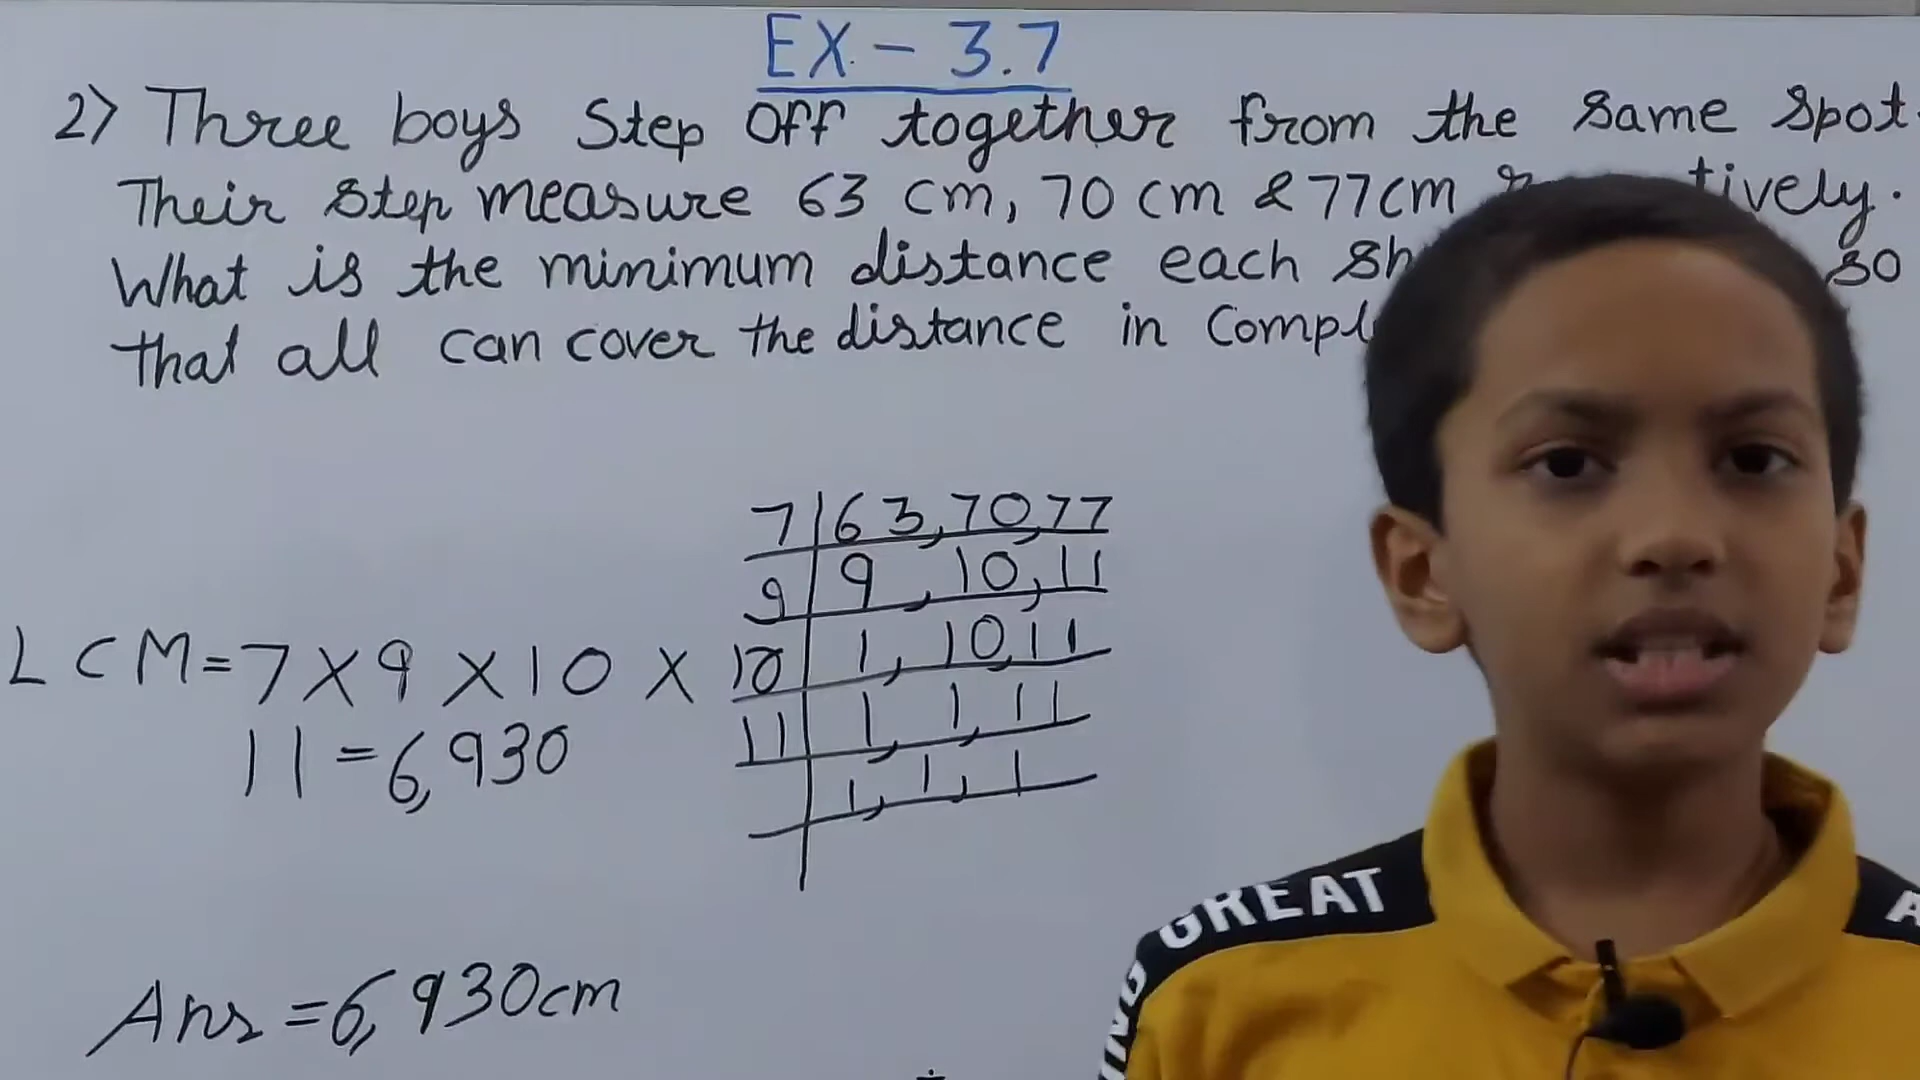 EX - 3.7
2) Three boys Step off together from the same spot.
Their step measure 63 cm, 70 cm & 77cm
What is the minimum distance each so
that all can cover the distance in
7 | 63, 70, 77
9 | 9, 10, 11
10 | 1, 10, 11
11 | 1, 1, 11
1, 1, 1
LCM = 7 X 9 X 10 X
11 = 6,930
Ans = 6,930cm
GREAT